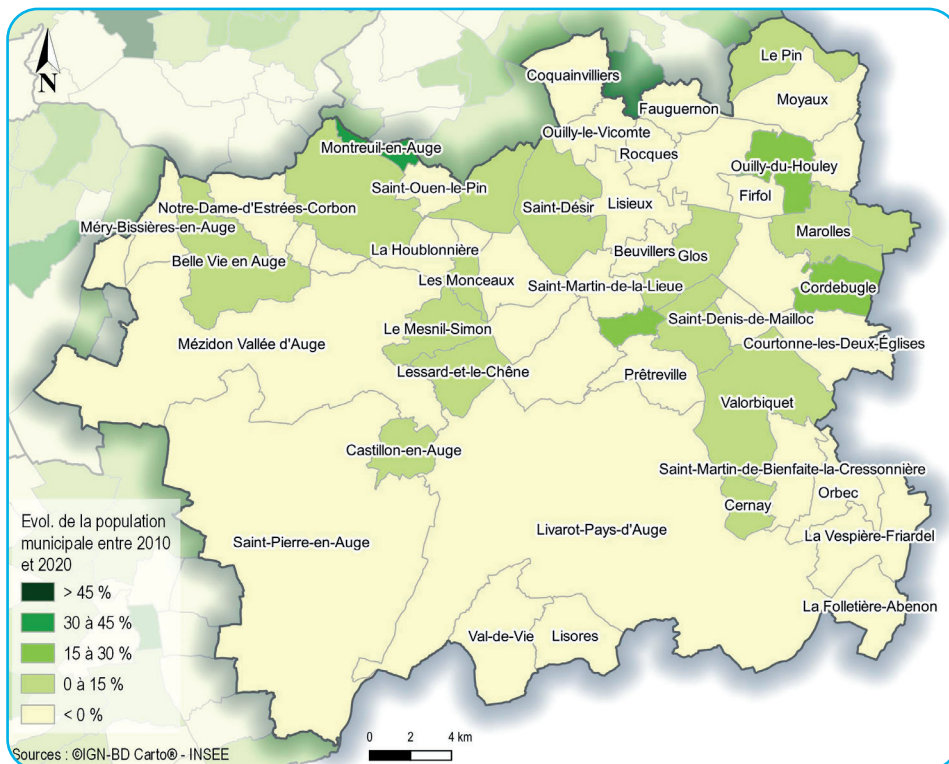 Le Pin
Coquainvilliers
Moyaux
Fauguernon
N
Ouilly-le-Vicomte
Montreuil-en-Auge
Rocques
Ouilly-du-Houley
Saint-Ouen-le-Pin
Firfol
Notre-Dame-d'Estrées-Corbon
Saint-Désir
Lisieux
Méry-Bissières-en-Auge
Marolles
La Houblonnière
Beuvillers
Glos
Belle Vie en Auge
Les Monceaux
Saint-Martin-de-la-Lieue
Cordebugle
Saint-Denis-de-Mailloc
Le Mesnil-Simon
Mézidon Vallée d'Auge
Courtonne-les-Deux-Églises
Lessard-et-le-Chêne
Prêtreville
Valorbiquet
Castillon-en-Auge
Saint-Martin-de-Bienfaite-la-Cressonnière
Orbec
Cernay
Livarot-Pays-d'Auge
La Vespière-Friardel
Saint-Pierre-en-Auge
La Folletière-Abenon
Val-de-Vie
Lisores
Evol. de la population
municipale entre 2010
et 2020
> 45 %
30 à 45 %
15 à 30 %
0 à 15 %
< 0 %
0 2 4 km
Sources : ©IGN-BD Carto® - INSEE